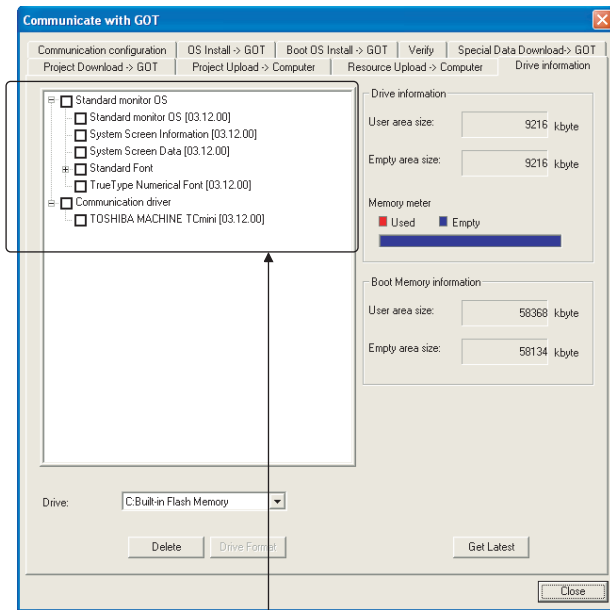 Communicate with GOT
Communication configuration OS Install -> GOT Boot OS Install -> GOT Verify Special Data Download-> GOT
Project Download -> GOT Project Upload -> Computer Resource Upload -> Computer Drive information
Standard monitor OS
Standard monitor OS [03.12.00]
System Screen Information [03.12.00]
System Screen Data [03.12.00]
Standard Font
TrueType Numerical Font [03.12.00]
Communication driver
TOSHIBA MACHINE TCmini [03.12.00]
Drive information
User area size: 9216 kbyte
Empty area size: 9216 kbyte
Memory meter
Used Empty
Boot Memory information
User area size: 58368 kbyte
Empty area size: 58134 kbyte
Drive: C:Built-in Flash Memory
Delete Drive Format Get Latest
Close